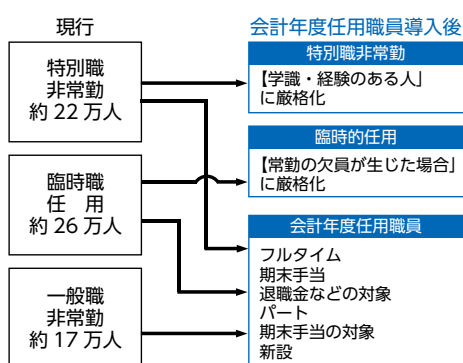 現行
特別職
非常勤
約22万人
臨時職
任　用
約26万人
一般職
非常勤
約17万人
会計年度任用職員導入後
特別職非常勤
【学識・経験のある人」
に厳格化
臨時的任用
【常勤の欠員が生じた場合」
に厳格化
会計年度任用職員
フルタイム
期末手当
退職金などの対象
パート
期末手当の対象
新設